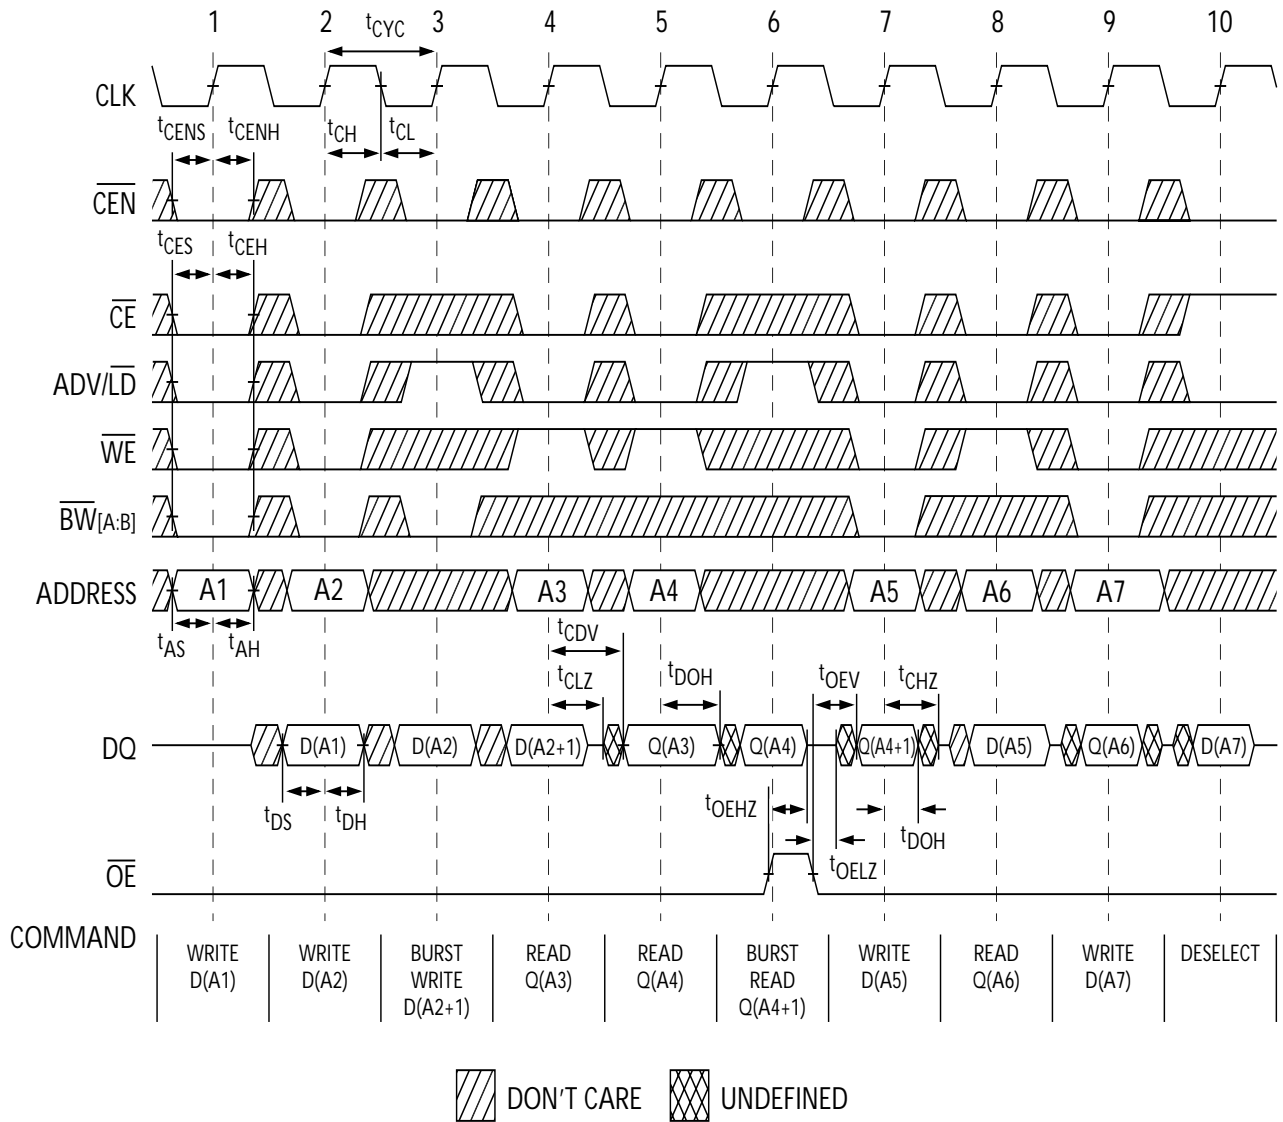 1 2 3 4 5 6 7 8 9 10
tCYC
CLK
tCENS tCENH tCH tCL
CEN
tCES tCEH
CE
ADV/LD
WE
BW[A:B]
ADDRESS A1 A2 A3 A4 A5 A6 A7
tAS tAH tCDV
tCLZ tDOH tOEV tCHZ
DQ D(A1) D(A2) D(A2+1) Q(A3) Q(A4) Q(A4+1) D(A5) Q(A6) D(A7)
tDS tDH tOEHZ tDOH
tOELZ
OE
COMMAND
WRITE WRITE BURST READ READ BURST WRITE READ WRITE DESELECT
D(A1) D(A2) WRITE Q(A3) Q(A4) READ D(A5) Q(A6) D(A7)
D(A2+1) Q(A4+1)
DON'T CARE UNDEFINED